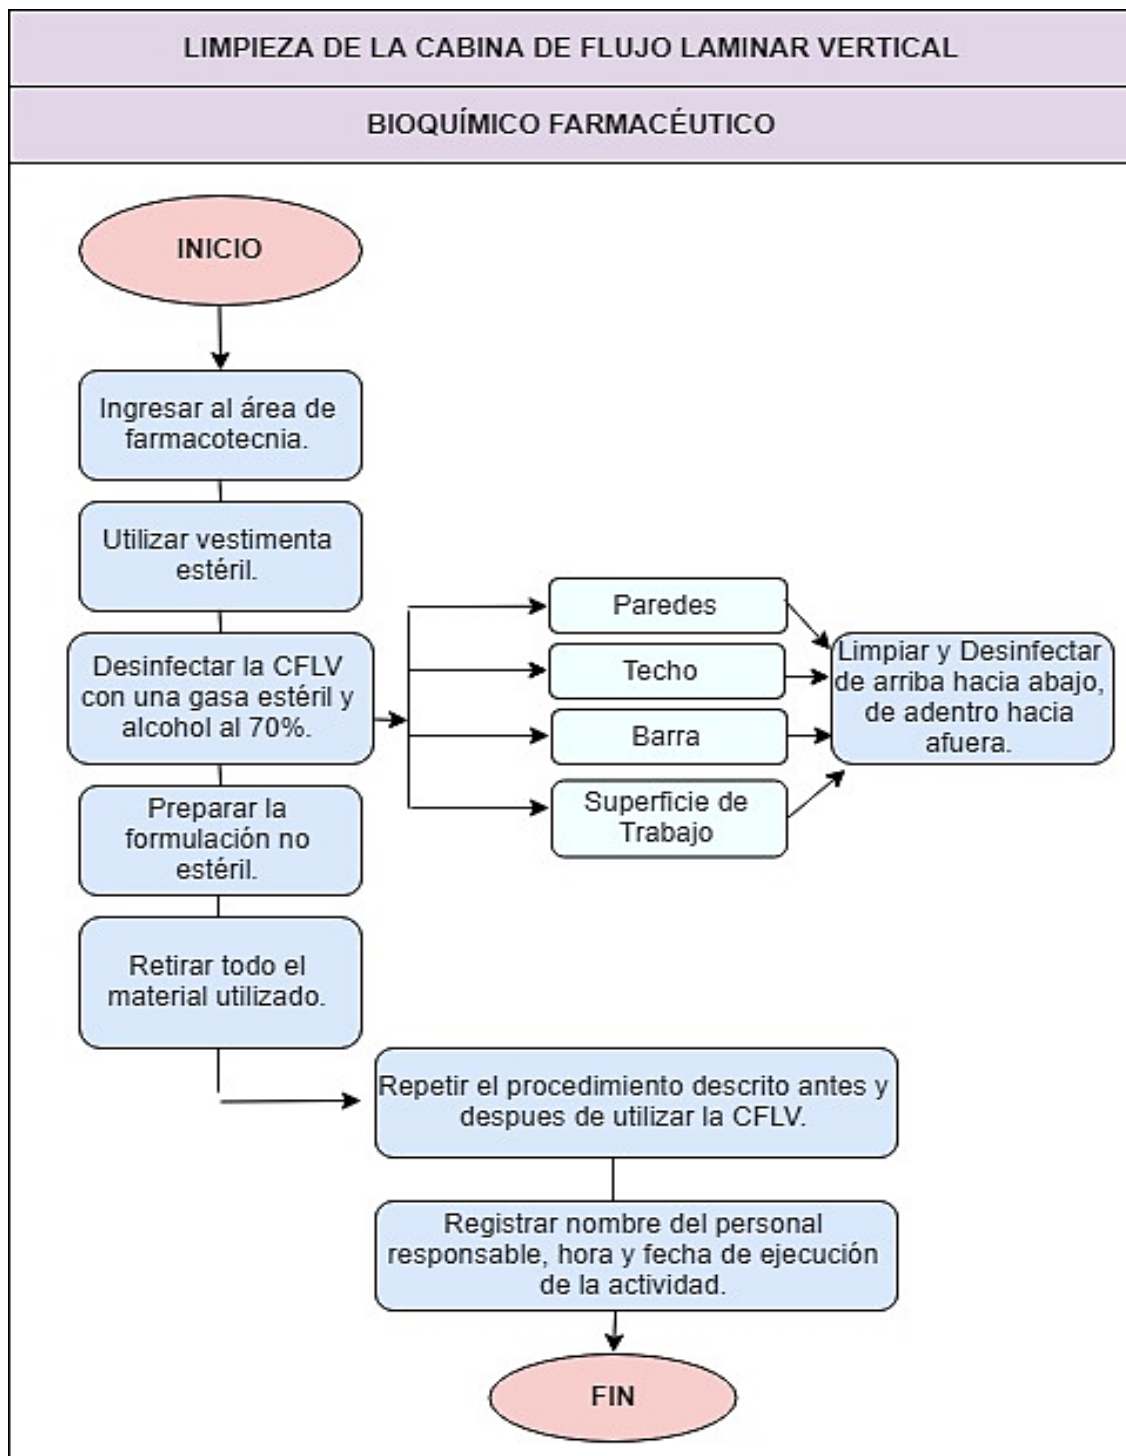 LIMPIEZA DE LA CABINA DE FLUJO LAMINAR VERTICAL
BIOQUÍMICO FARMACÉUTICO
INICIO
Ingresar al área de
farmacotecnia.
Utilizar vestimenta
estéril.
Desinfectar la CFLV
con una gasa estéril y
alcohol al 70%.
Paredes
Techo
Barra
Superficie de
Trabajo
Limpiar y Desinfectar
de arriba hacia abajo,
de adentro hacia
afuera.
Preparar la
formulación no
estéril.
Retirar todo el
material utilizado.
Repetir el procedimiento descrito antes y
despues de utilizar la CFLV.
Registrar nombre del personal
responsable, hora y fecha de ejecución
de la actividad.
FIN